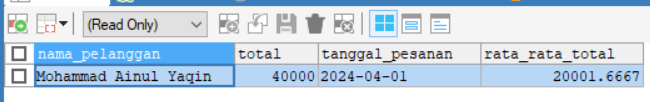 (Read Only)
nama_pelanggan total tanggal_pesanan rata_rata_total
Mohammad Ainul Yaqin 40000 2024-04-01 20001.6667